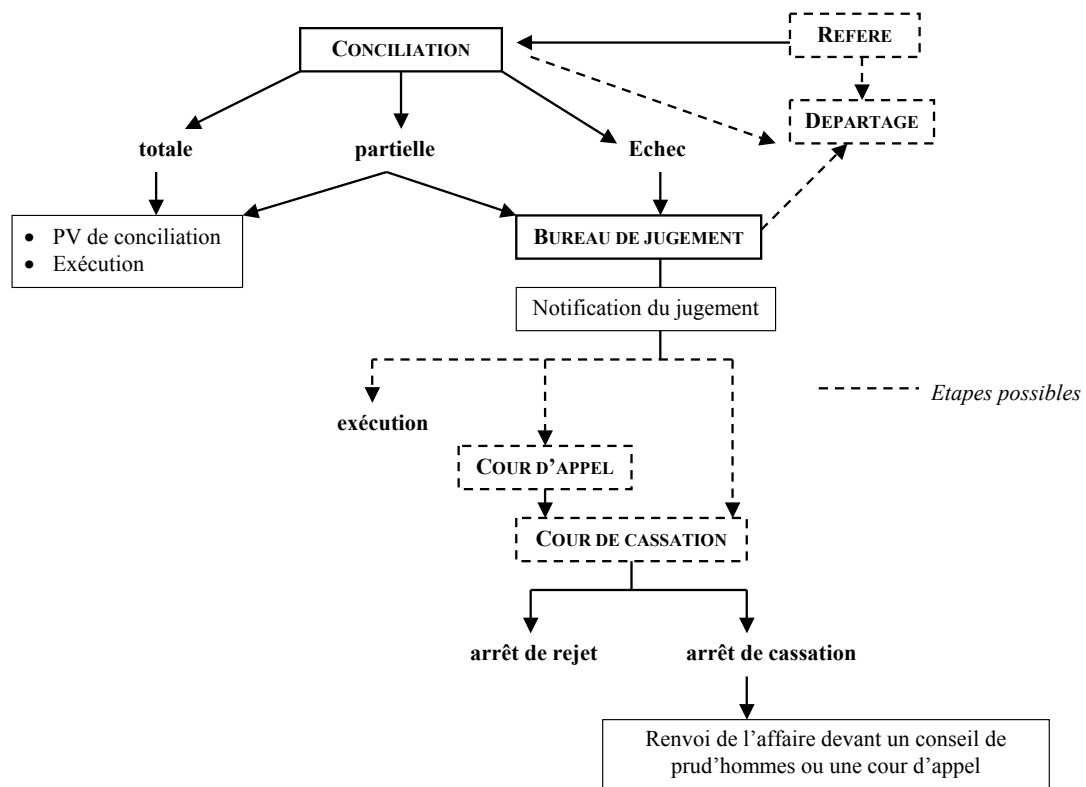 REFERE
CONCILIATION
DEPARTAGE
totale
partielle
Echec
• PV de conciliation
• Exécution
BUREAU DE JUGEMENT
Notification du jugement
Etapes possibles
exécution
COUR D’APPEL
COUR DE CASSATION
arrêt de rejet
arrêt de cassation
Renvoi de l’affaire devant un conseil de
prud’hommes ou une cour d’appel